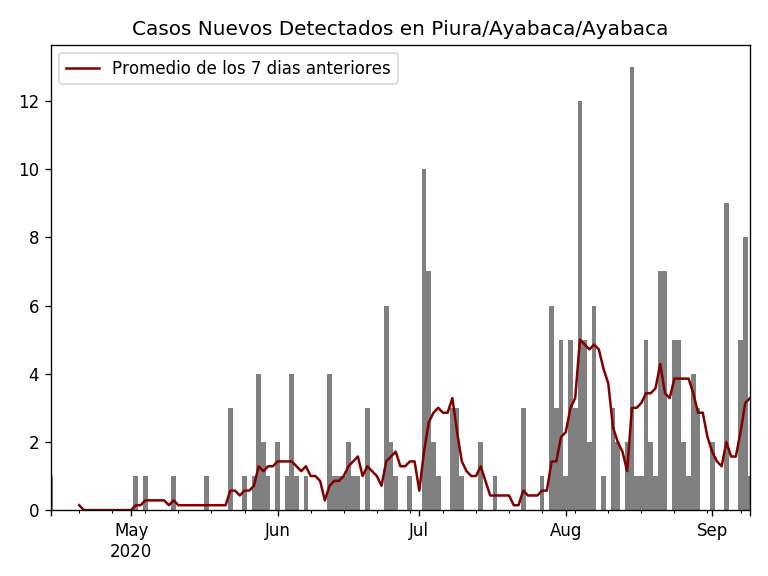 Casos Nuevos Detectados en Piura/Ayabaca/Ayabaca
Promedio de los 7 dias anteriores
12
10
8
6
4
2
0
May Jun Jul Aug Sep
2020